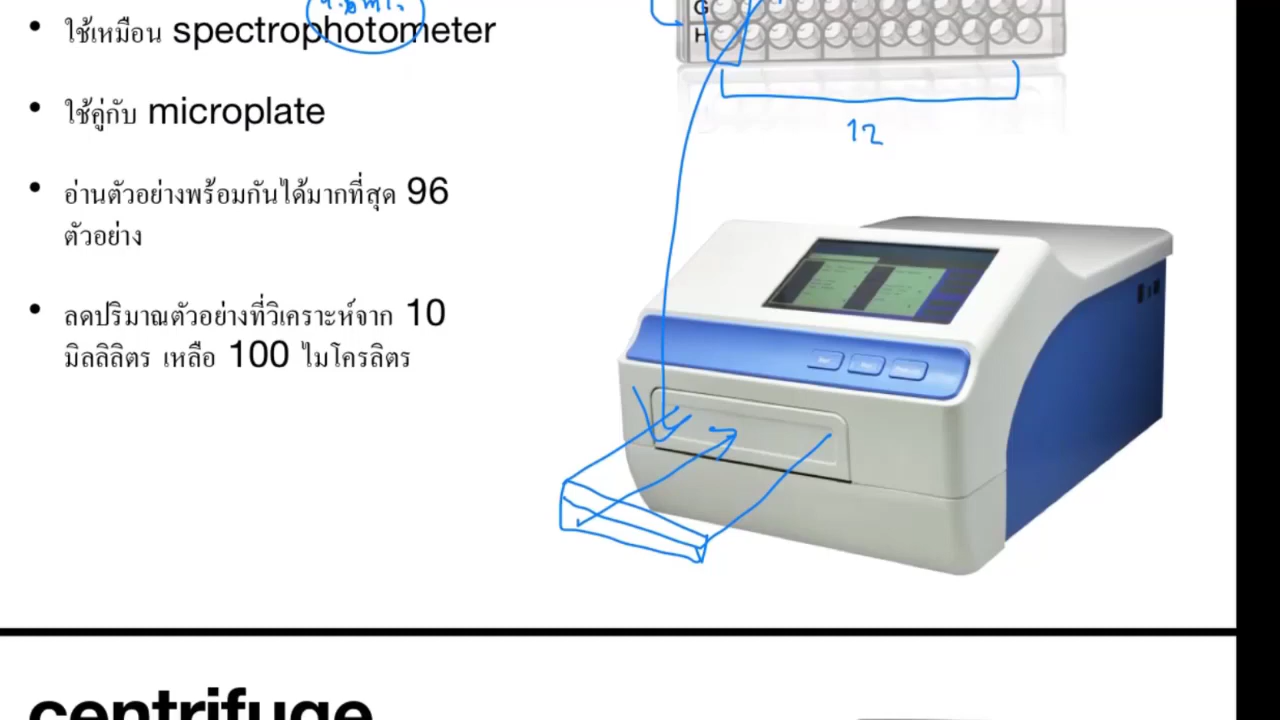 ใช้เหมือน spectrophotometer
ใช้คู่กับ microplate
อ่านตัวอย่างพร้อมกันได้มากที่สุด 96
ตัวอย่าง
ลดปริมาณตัวอย่างที่วิเคราะห์จาก 10
มิลลิลิตร เหลือ 100 ไมโครลิตร
G
H
12
centrifuge